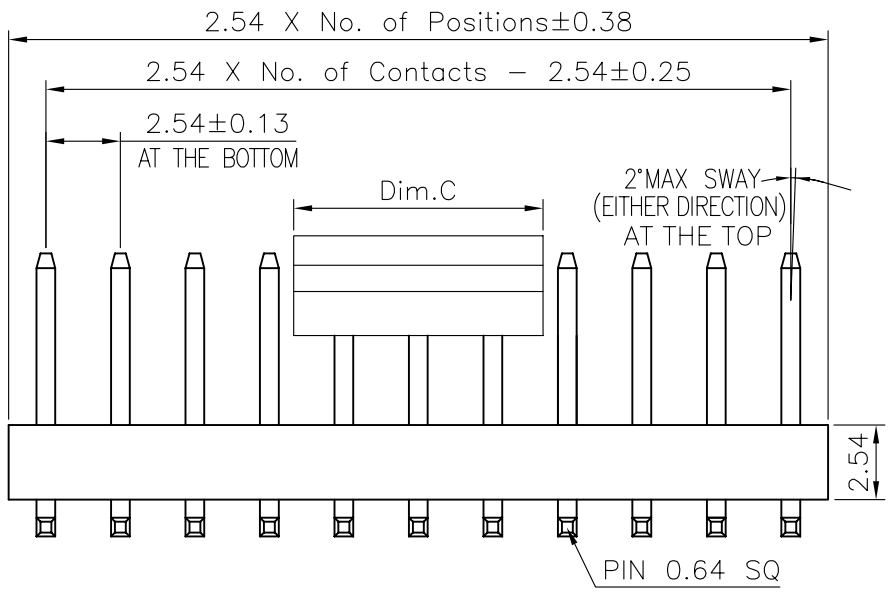 2.54 X No. of Positions±0.38
2.54 X No. of Contacts - 2.54±0.25
2.54±0.13
AT THE BOTTOM
Dim.C
2°MAX SWAY
(EITHER DIRECTION)
AT THE TOP
2.54
PIN 0.64 SQ